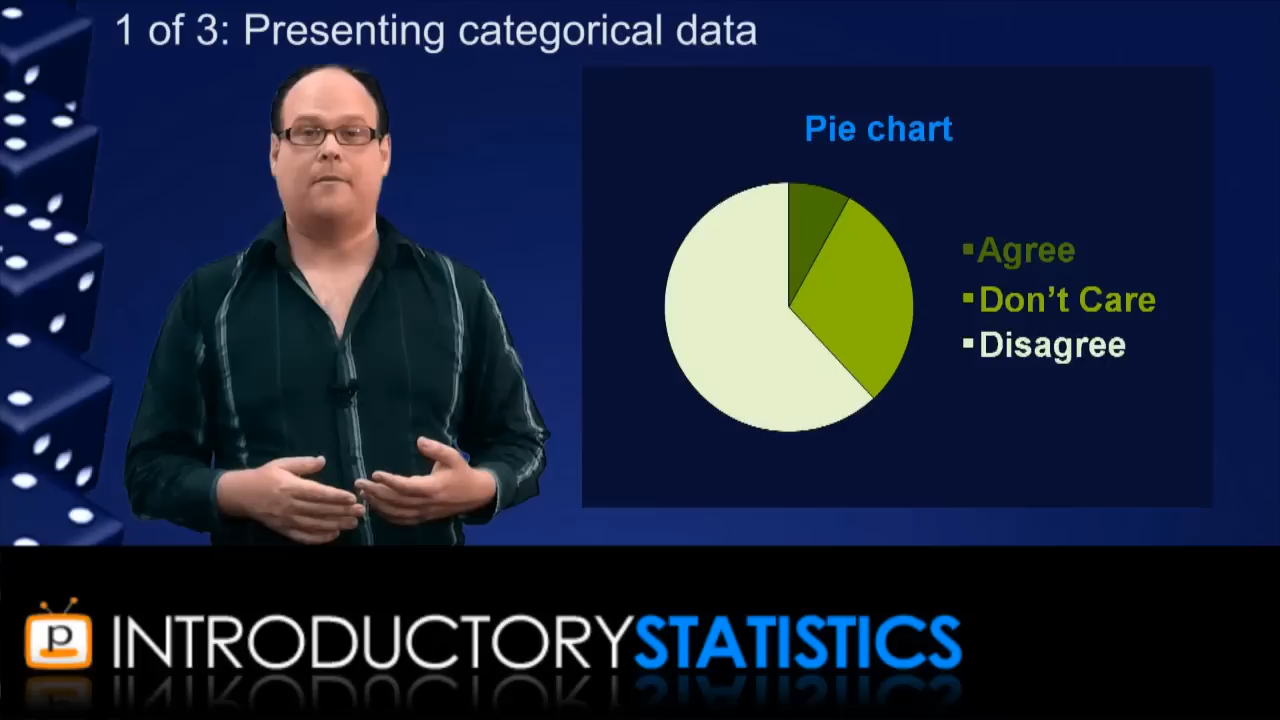 1 of 3: Presenting categorical data
Pie chart
Agree
Don't Care
Disagree
p
INTRODUCTORYSTATISTICS